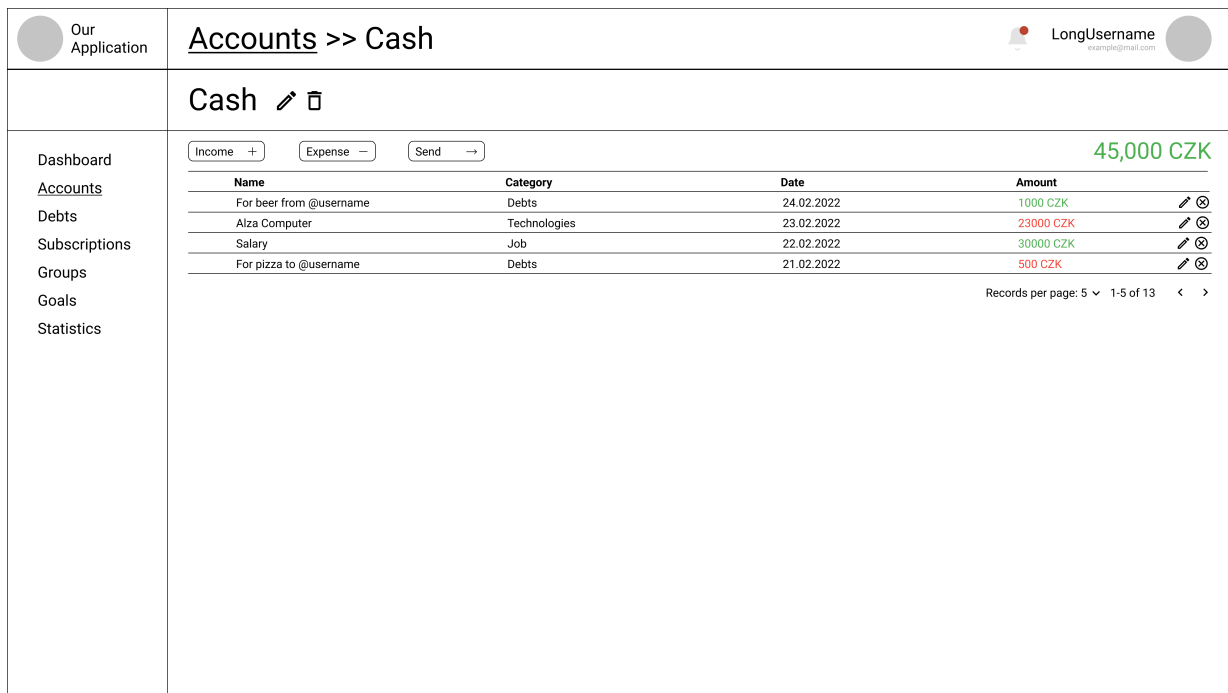 Our
Application
Accounts >> Cash
LongUsername
example@mail.com
Cash
Income +
Expense −
Send →
45,000 CZK
Dashboard
Accounts
Debts
Subscriptions
Groups
Goals
Statistics
Name Category Date Amount
For beer from @username Debts 24.02.2022 1000 CZK
Alza Computer Technologies 23.02.2022 23000 CZK
Salary Job 22.02.2022 30000 CZK
For pizza to @username Debts 21.02.2022 500 CZK
Records per page: 5 1-5 of 13